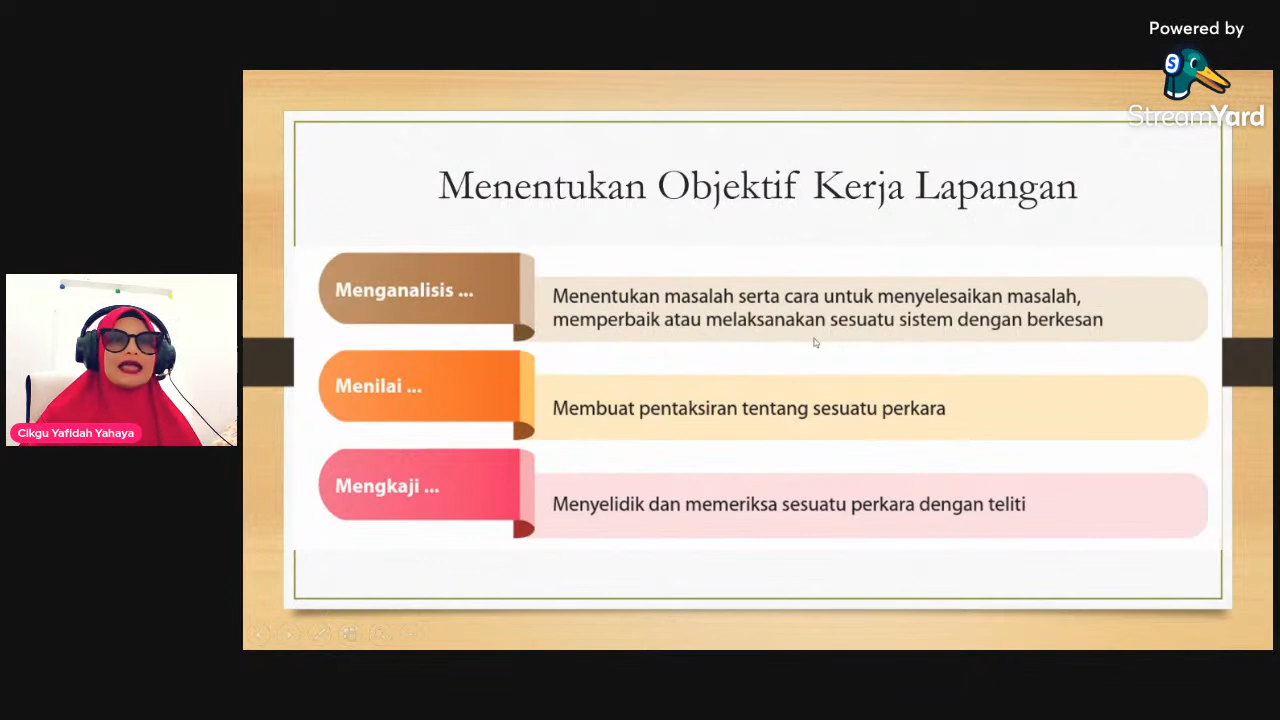 Powered by
StreamYard
Menentukan Objektif Kerja Lapangan
Menganalisis ...
Menentukan masalah serta cara untuk menyelesaikan masalah,
memperbaik atau melaksanakan sesuatu sistem dengan berkesan
Menilai ...
Membuat pentaksiran tentang sesuatu perkara
Mengkaji ...
Menyelidik dan memeriksa sesuatu perkara dengan teliti
Cikgu Yafidah Yahaya